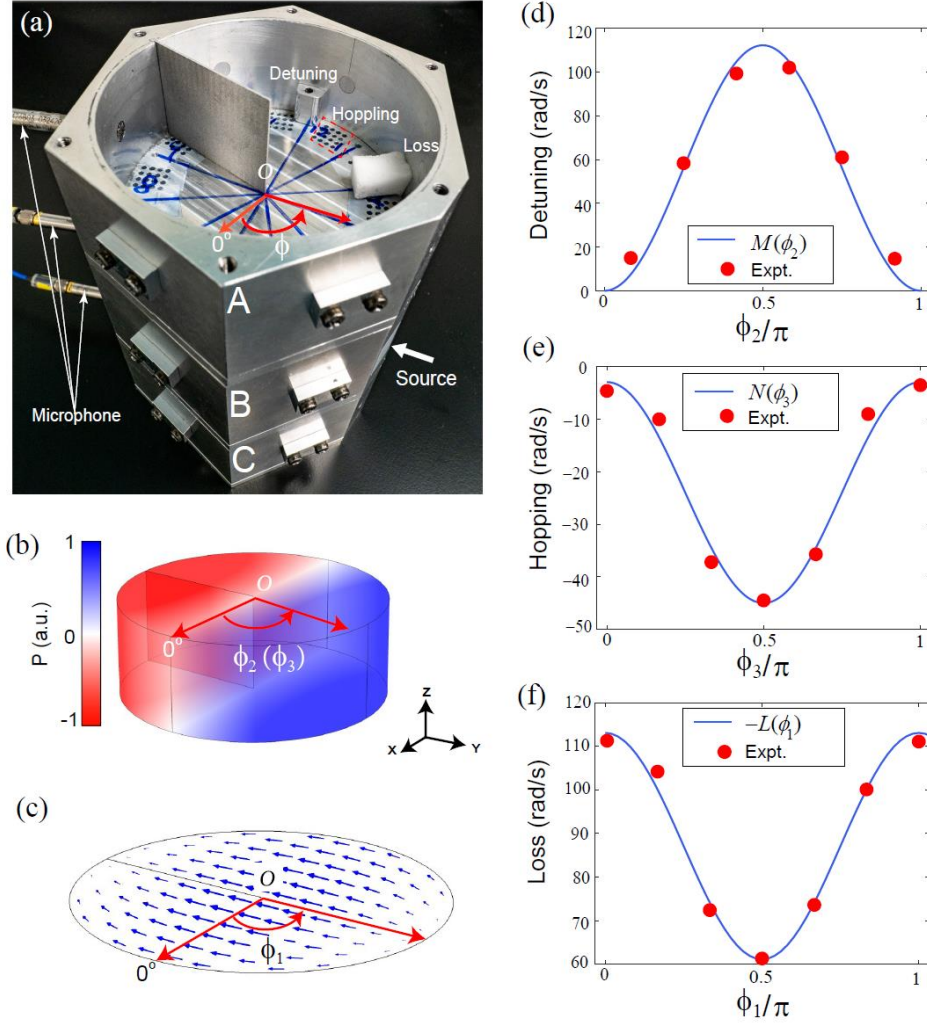 (a)
Detuning
Hoppling
Loss
O
0°
ϕ
A
B
C
Source
Microphone
(b)
1
0
-1
P (a.u.)
O
0°
ϕ₂ (ϕ₃)
Z
X
Y
(c)
O
0°
ϕ₁
(d)
120
100
80
60
40
20
0
Detuning (rad/s)
M(ϕ₂)
Expt.
0 0.5 1
ϕ₂/π
(e)
0
−10
−20
−30
−40
−50
Hopping (rad/s)
N(ϕ₃)
Expt.
0 0.5 1
ϕ₃/π
(f)
120
110
100
90
80
70
60
Loss (rad/s)
−L(ϕ₁)
Expt.
0 0.5 1
ϕ₁/π